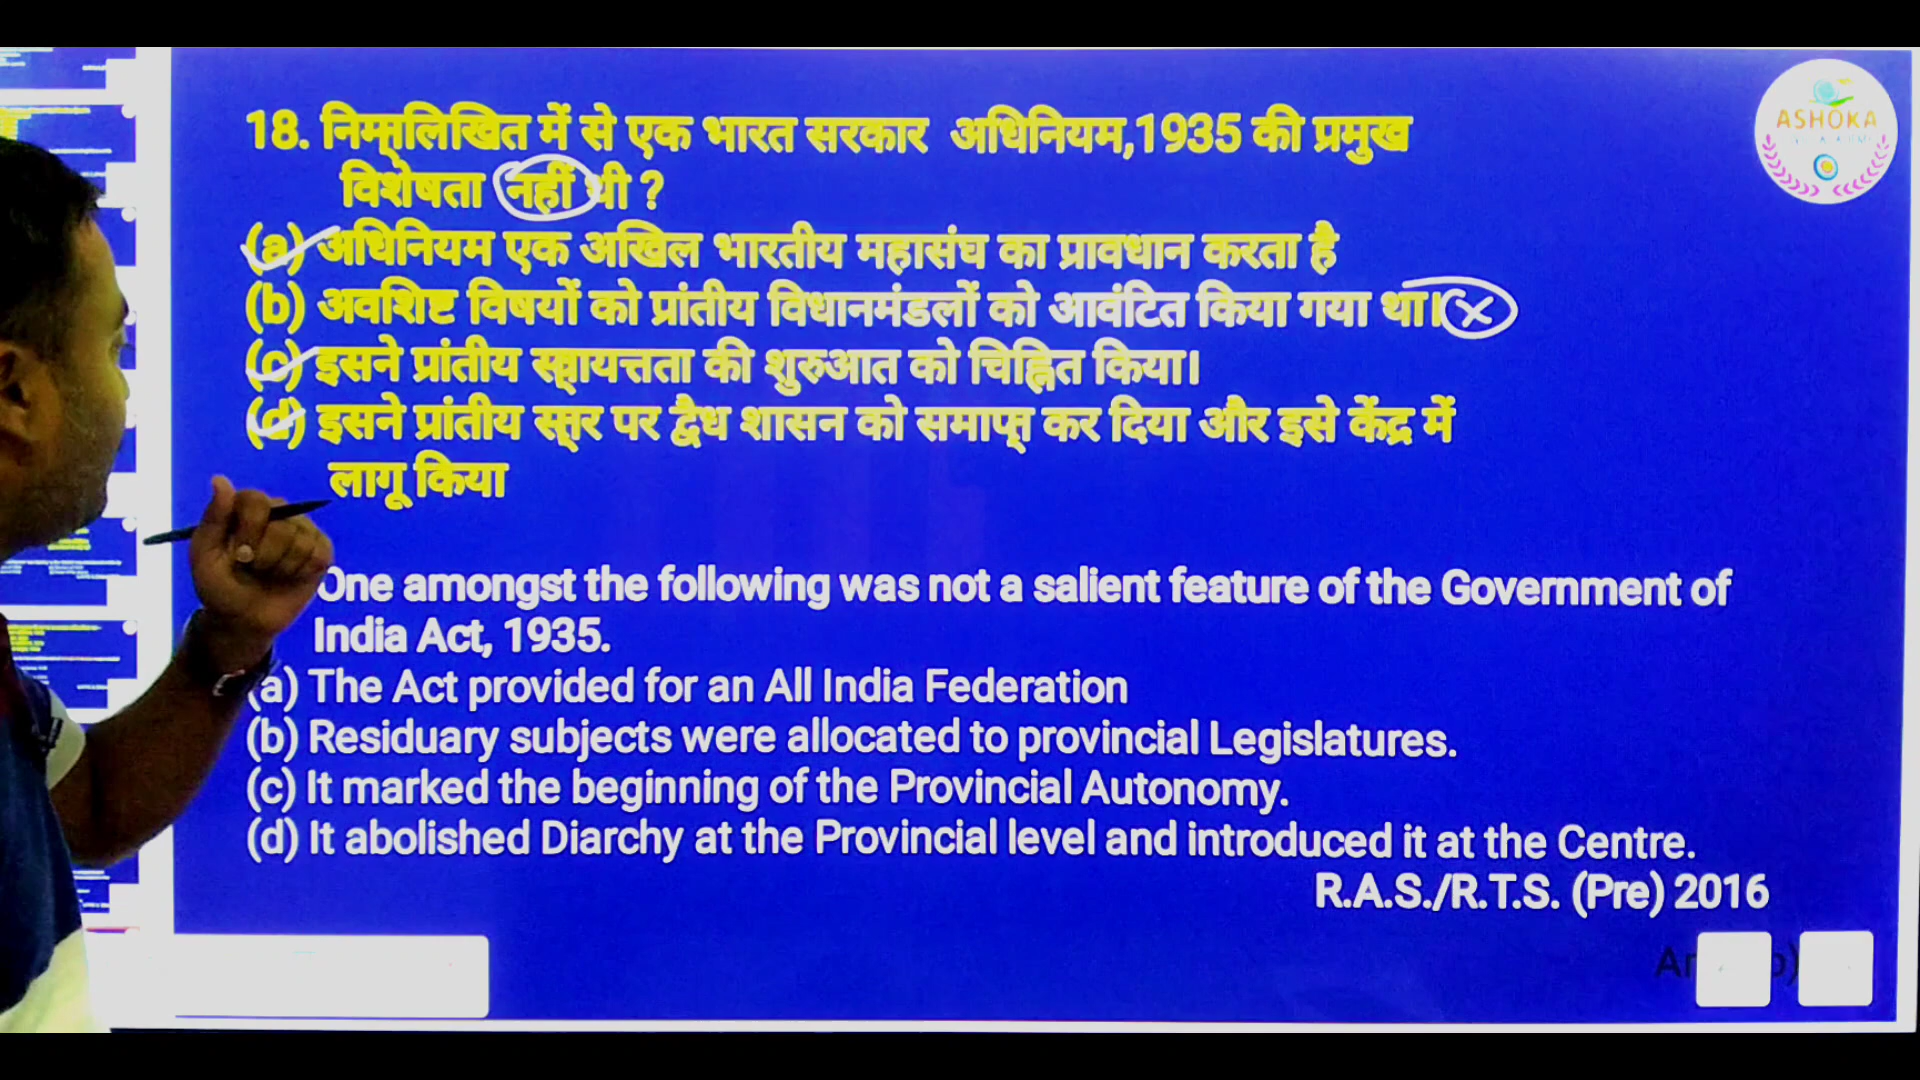 ASHOKA
18. निम्नलिखित में से एक भारत सरकार अधिनियम,1935 की प्रमुख
विशेषता नहीं थी ?
(a) अधिनियम एक अखिल भारतीय महासंघ का प्रावधान करता है
(b) अवशिष्ट विषयों को प्रांतीय विधानमंडलों को आवंटित किया गया था।
(c) इसने प्रांतीय स्वायत्तता की शुरुआत को चिह्नित किया।
(d) इसने प्रांतीय स्तर पर द्वैध शासन को समाप्त कर दिया और इसे केंद्र में
लागू किया
One amongst the following was not a salient feature of the Government of
India Act, 1935.
(a) The Act provided for an All India Federation
(b) Residuary subjects were allocated to provincial Legislatures.
(c) It marked the beginning of the Provincial Autonomy.
(d) It abolished Diarchy at the Provincial level and introduced it at the Centre.
R.A.S./R.T.S. (Pre) 2016